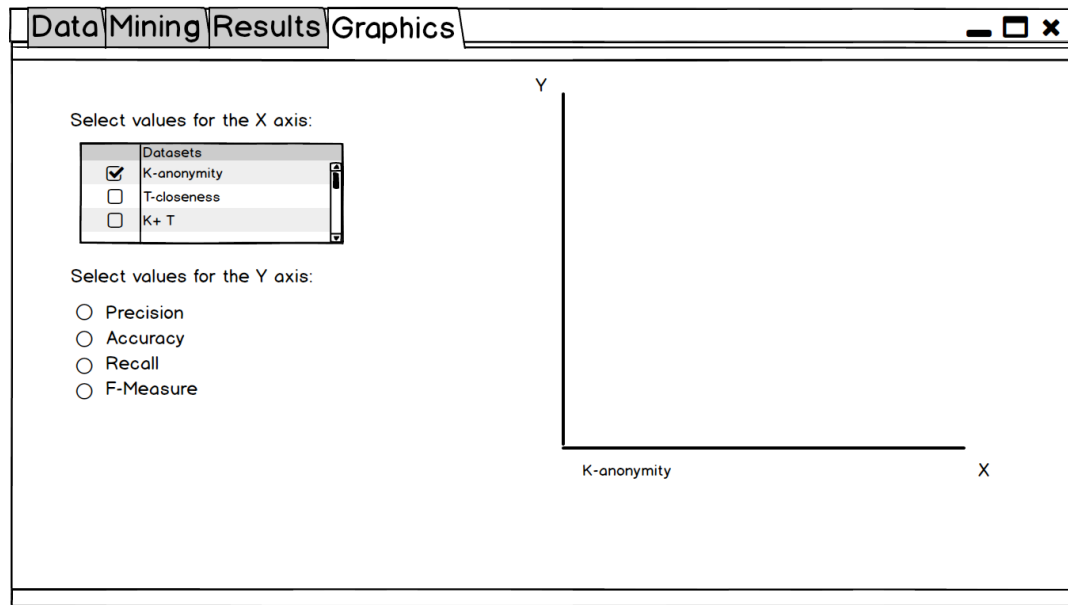 Data Mining Results Graphics
Select values for the X axis:
Datasets
K-anonymity
T-closeness
K+ T
Select values for the Y axis:
Precision
Accuracy
Recall
F-Measure
Y
K-anonymity
X